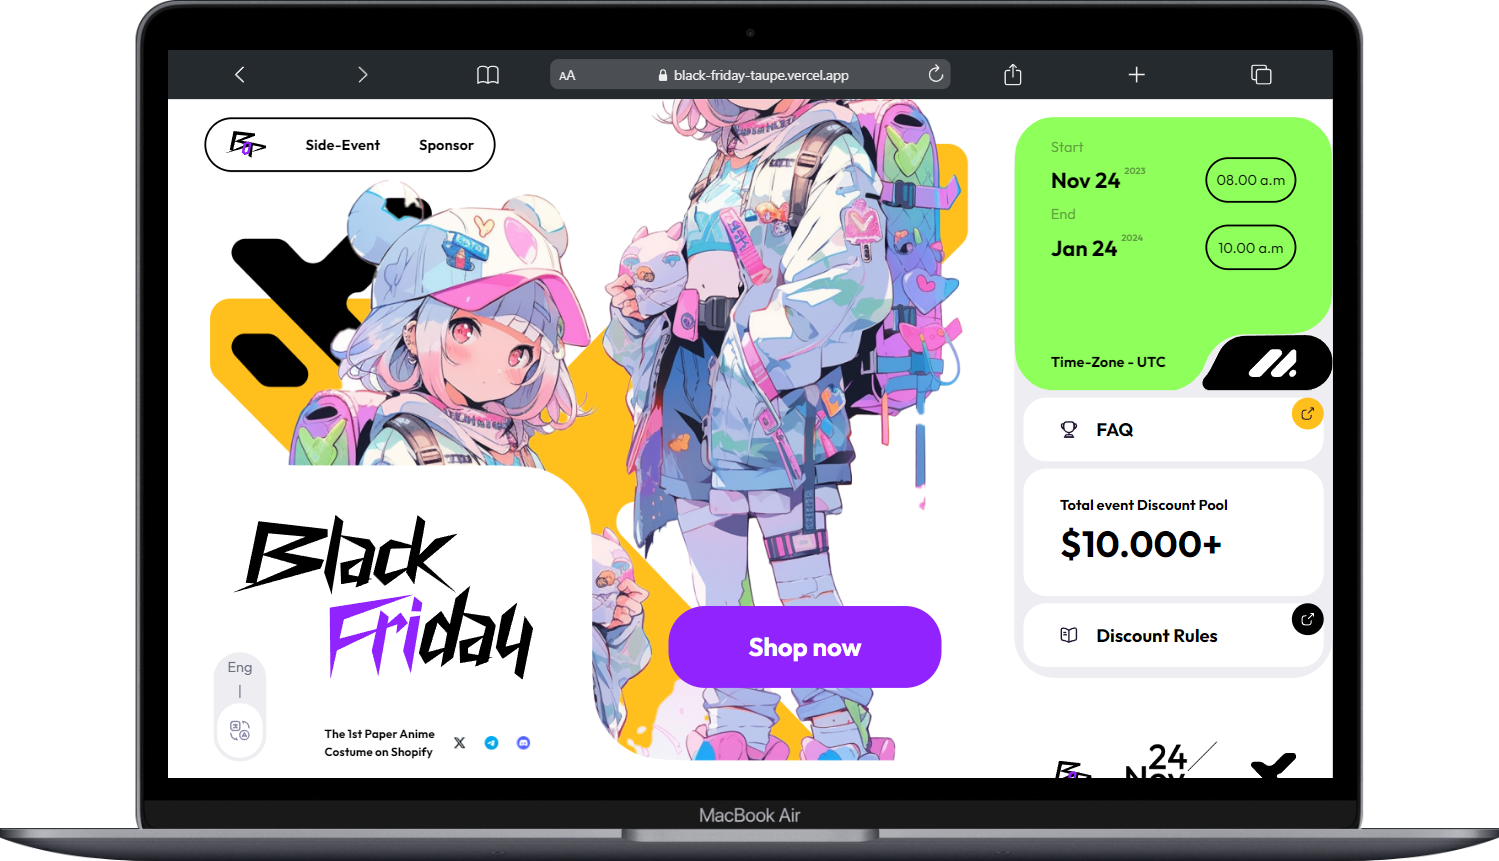 AA
black-friday-taupe.vercel.app
Side-Event
Sponsor
Start
Nov 24 2023
08.00 a.m
End
Jan 24 2024
10.00 a.m
Time-Zone - UTC
FAQ
Total event Discount Pool
$10.000+
Discount Rules
Black
Friday
Shop now
Eng
|
The 1st Paper Anime
Costume on Shopify
24
Nov
MacBook Air